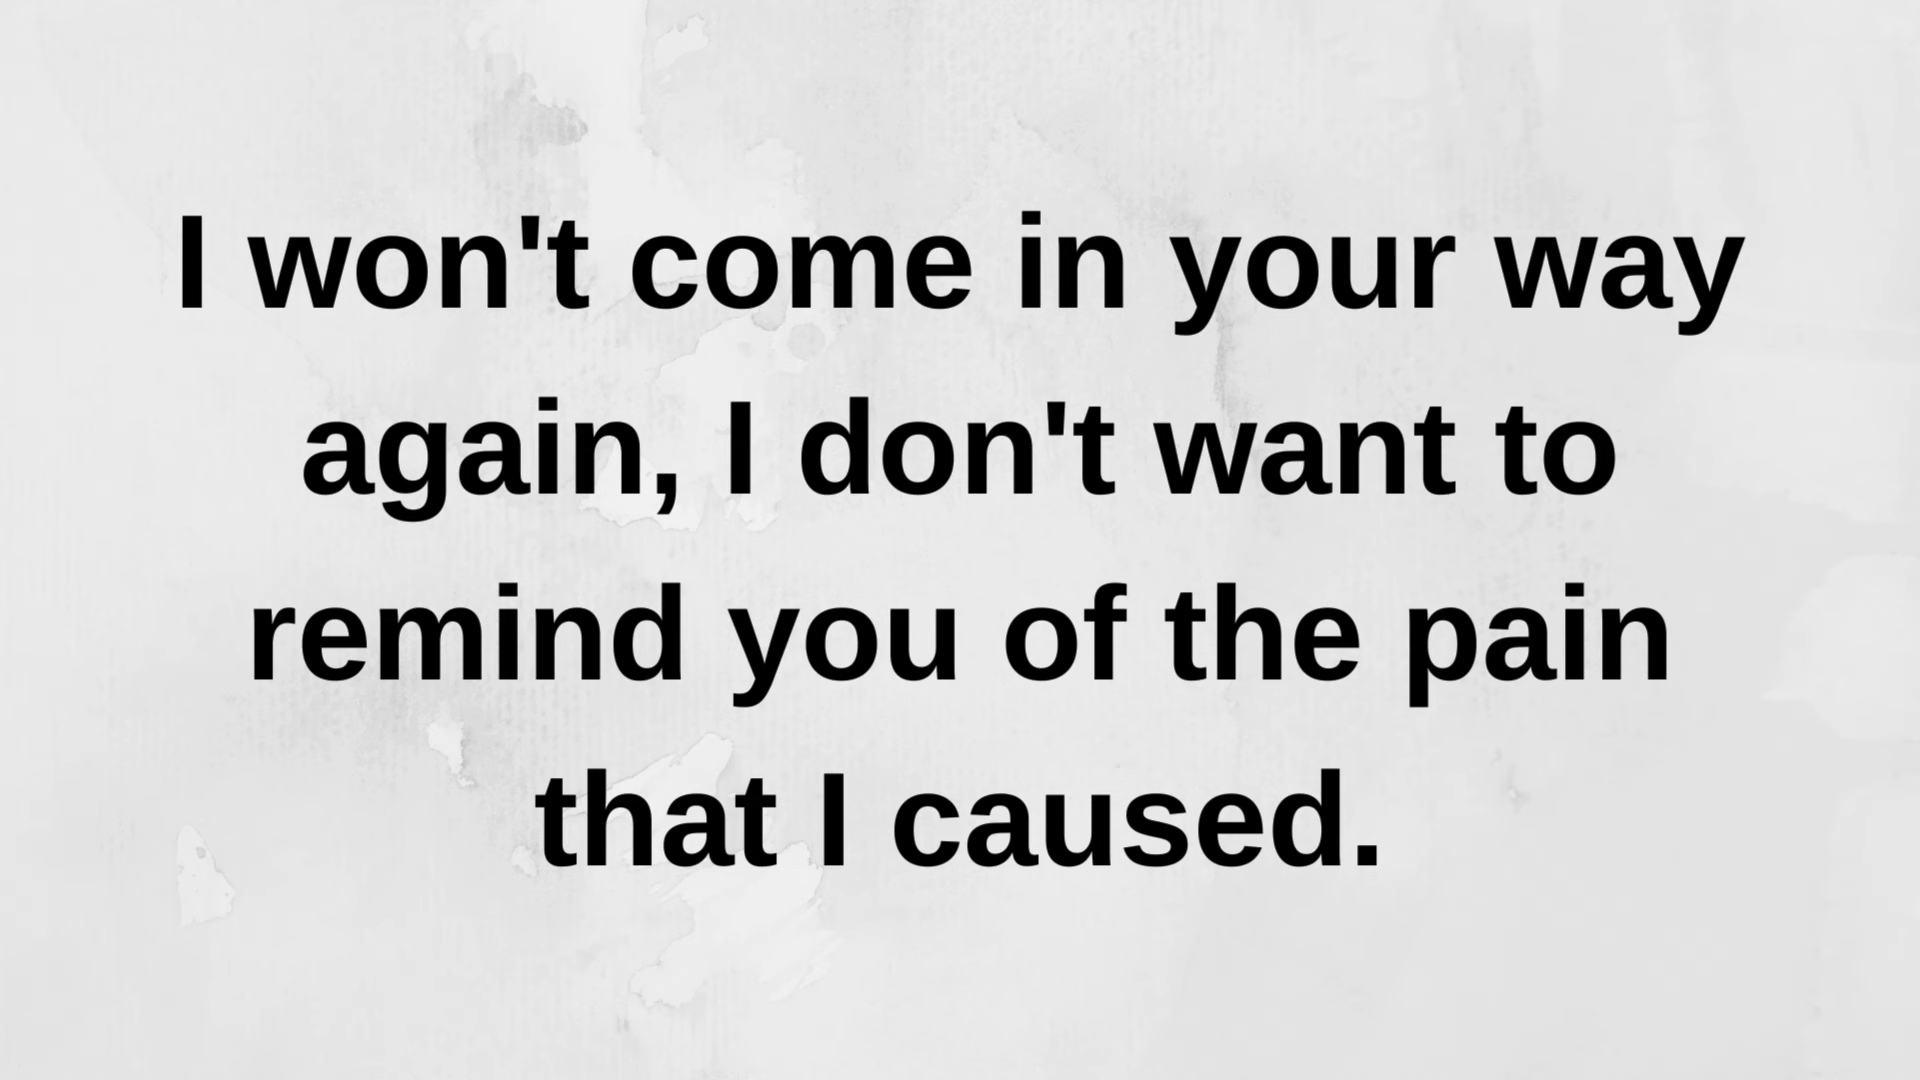 I won't come in your way
again, I don't want to
remind you of the pain
that I caused.